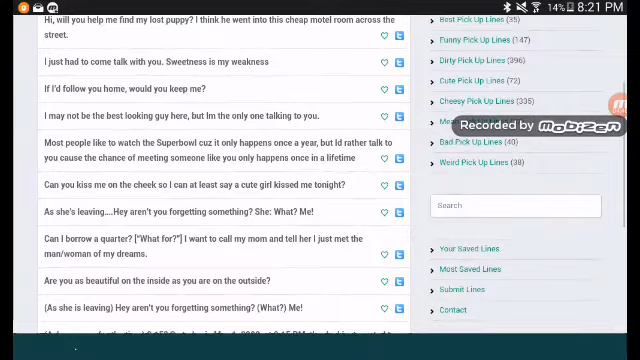 14% 8:21 PM
Hi, will you help me find my lost puppy? I think he went into this cheap motel room across the
street.
I just had to come talk with you. Sweetness is my weakness
If I'd follow you home, would you keep me?
I may not be the best looking guy here, but Im the only one talking to you.
Most people like to watch the Superbowl cuz it only happens once a year, but Id rather talk to
you cause the chance of meeting someone like you only happens once in a lifetime
Can you kiss me on the cheek so I can at least say a cute girl kissed me tonight?
As she's leaving....Hey aren't you forgetting something? She: What? Me!
Can I borrow a quarter? ["What for?"] I want to call my mom and tell her I just met the
man/woman of my dreams.
Are you as beautiful on the inside as you are on the outside?
(As she is leaving) Hey aren't you forgetting something? (What?) Me!
Best Pick Up Lines (35)
Funny Pick Up Lines (147)
Dirty Pick Up Lines (396)
Cute Pick Up Lines (72)
Cheesy Pick Up Lines (335)
Recorded by mobizen
Bad Pick Up Lines (40)
Weird Pick Up Lines (38)
Search
Your Saved Lines
Most Saved Lines
Submit Lines
Contact